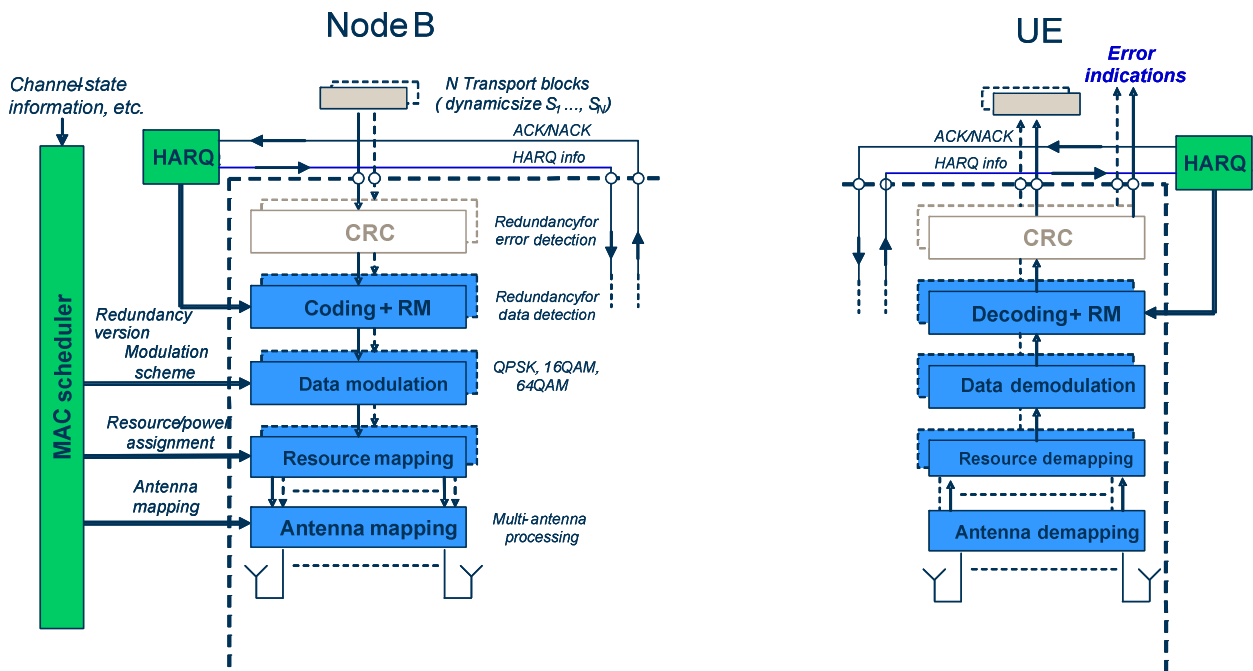 Node B
UE
Channel-state
information, etc.
N Transport blocks
( dynamicsize S1 ..., SN)
Error
indications
ACK/NACK
HARQ
HARQ info
ACK/NACK
HARQ info
HARQ
MAC scheduler
CRC
Redundancyfor
error detection
CRC
Coding + RM
Redundancyfor
data detection
Decoding + RM
Redundancy
version
Modulation
scheme
Data modulation
QPSK, 16QAM,
64QAM
Data demodulation
Resource/power
assignment
Resource mapping
Resource demapping
Antenna
mapping
Antenna mapping
Multi-antenna
processing
Antenna demapping